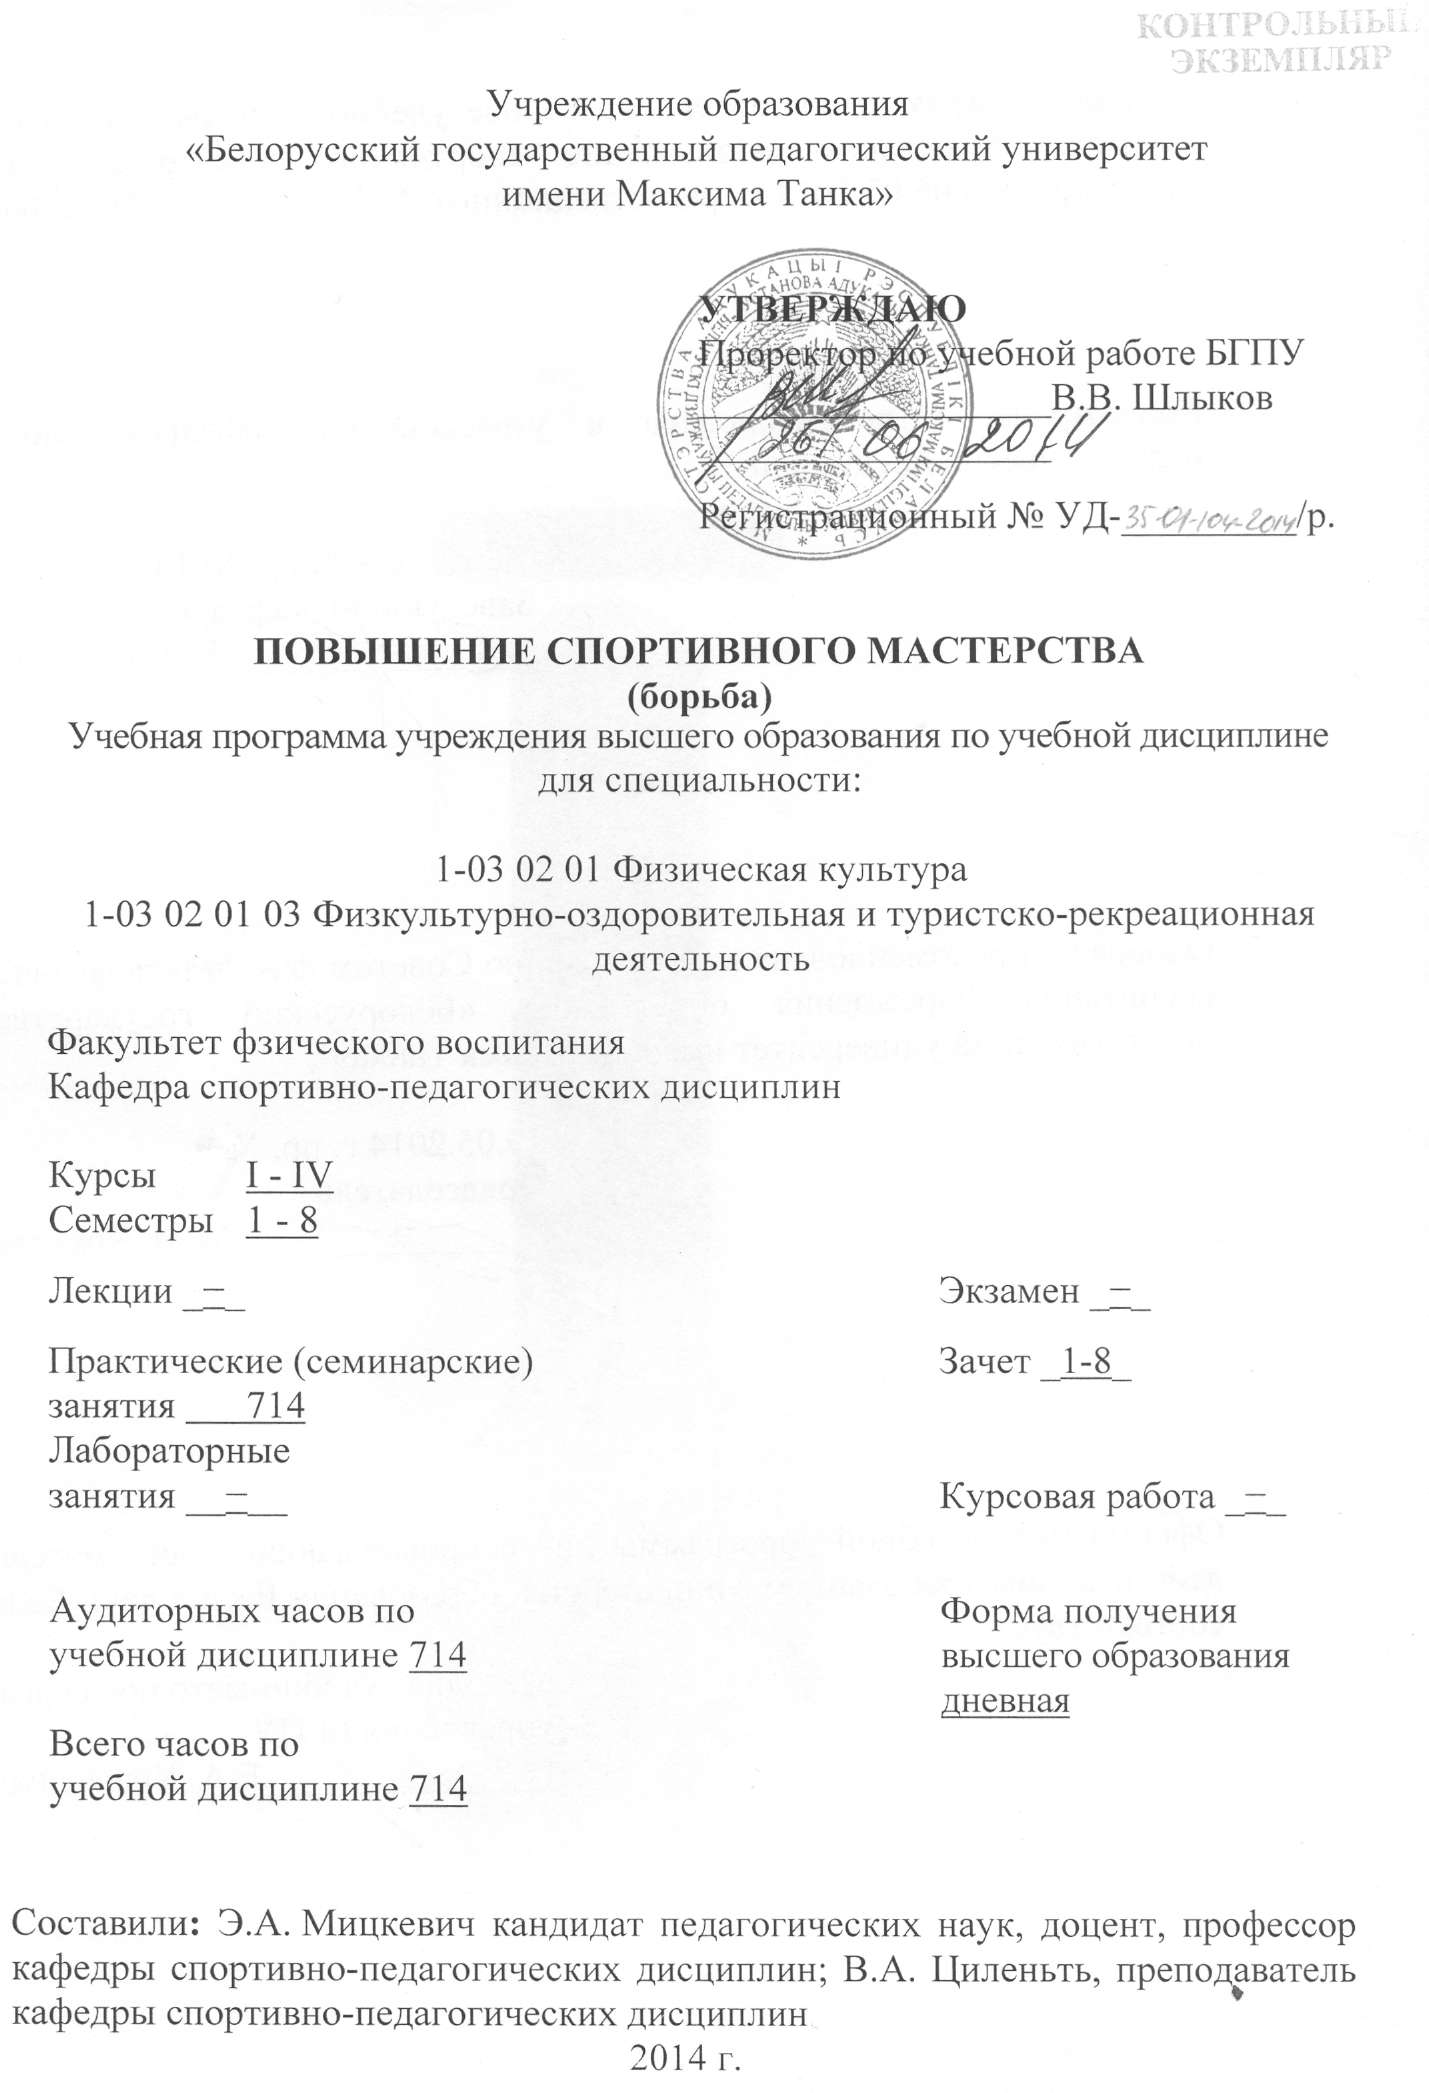 КОНТРОЛЬНЫЙ
ЭКЗЕМПЛЯР
Учреждение образования
«Белорусский государственный педагогический университет
имени Максима Танка»
УТВЕРЖДАЮ
Проректор по учебной работе БГПУ
В.В. Шлыков
26 06 2014
Регистрационный № УД-35-01-104-2014/р.
ПОВЫШЕНИЕ СПОРТИВНОГО МАСТЕРСТВА
(борьба)
Учебная программа учреждения высшего образования по учебной дисциплине
для специальности:
1-03 02 01 Физическая культура
1-03 02 01 03 Физкультурно-оздоровительная и туристско-рекреационная
деятельность
Факультет фзического воспитания
Кафедра спортивно-педагогических дисциплин
Курсы I - IV
Семестры 1 - 8
Лекции _–_ Экзамен _–_
Практические (семинарские) Зачет _1-8_
занятия ___714
Лабораторные
занятия __–__ Курсовая работа _–_
Аудиторных часов по Форма получения
учебной дисциплине 714 высшего образования
дневная
Всего часов по
учебной дисциплине 714
Составили: Э.А. Мицкевич кандидат педагогических наук, доцент, профессор
кафедры спортивно-педагогических дисциплин; В.А. Циленьть, преподаватель
кафедры спортивно-педагогических дисциплин
2014 г.